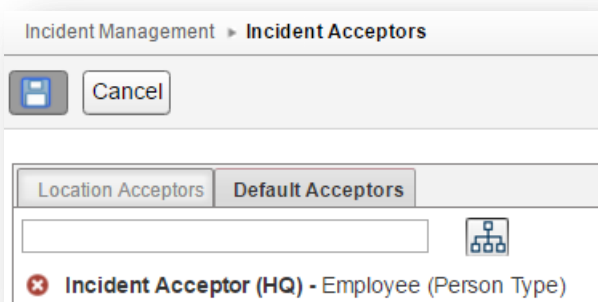 Incident Management ▸ Incident Acceptors
Cancel
Location Acceptors Default Acceptors
Incident Acceptor (HQ) - Employee (Person Type)